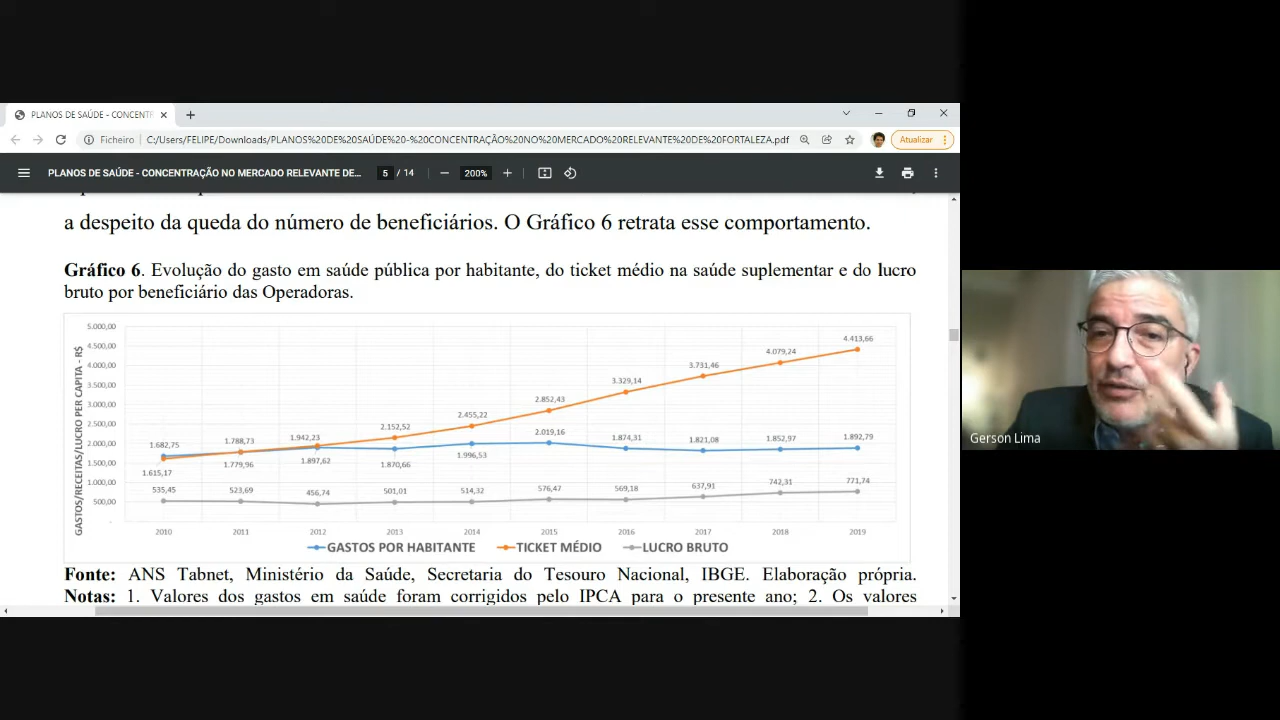 PLANOS DE SAÚDE - CONCENTR
Ficheiro C:/Users/FELIPE/Downloads/PLANOS%20DE%20SAÚDE%20-%20CONCENTRAÇÃO%20NO%20MERCADO%20RELEVANTE%20DE%20FORTALEZA.pdf
Atualizar
PLANOS DE SAÚDE - CONCENTRAÇÃO NO MERCADO RELEVANTE DE...
5 / 14
200%
a despeito da queda do número de beneficiários. O Gráfico 6 retrata esse comportamento.
Gráfico 6. Evolução do gasto em saúde pública por habitante, do ticket médio na saúde suplementar e do lucro
bruto por beneficiário das Operadoras.
GASTOS/RECEITAS/LUCRO PER CAPITA - R$
5.000,00
4.500,00
4.000,00
3.500,00
3.000,00
2.500,00
2.000,00
1.500,00
1.000,00
500,00
-
1.682,75 1.788,73 1.942,23 2.152,52 2.455,22 2.852,43 3.329,14 3.731,46 4.079,24 4.413,66
1.615,17 1.779,96 1.897,62 1.870,66 1.996,53 2.019,16 1.874,31 1.821,08 1.852,97 1.892,79
535,45 523,69 456,74 501,01 514,32 576,47 569,18 637,91 742,31 771,74
2010 2011 2012 2013 2014 2015 2016 2017 2018 2019
GASTOS POR HABITANTE TICKET MÉDIO LUCRO BRUTO
Fonte: ANS Tabnet, Ministério da Saúde, Secretaria do Tesouro Nacional, IBGE. Elaboração própria.
Notas: 1. Valores dos gastos em saúde foram corrigidos pelo IPCA para o presente ano; 2. Os valores
Gerson Lima